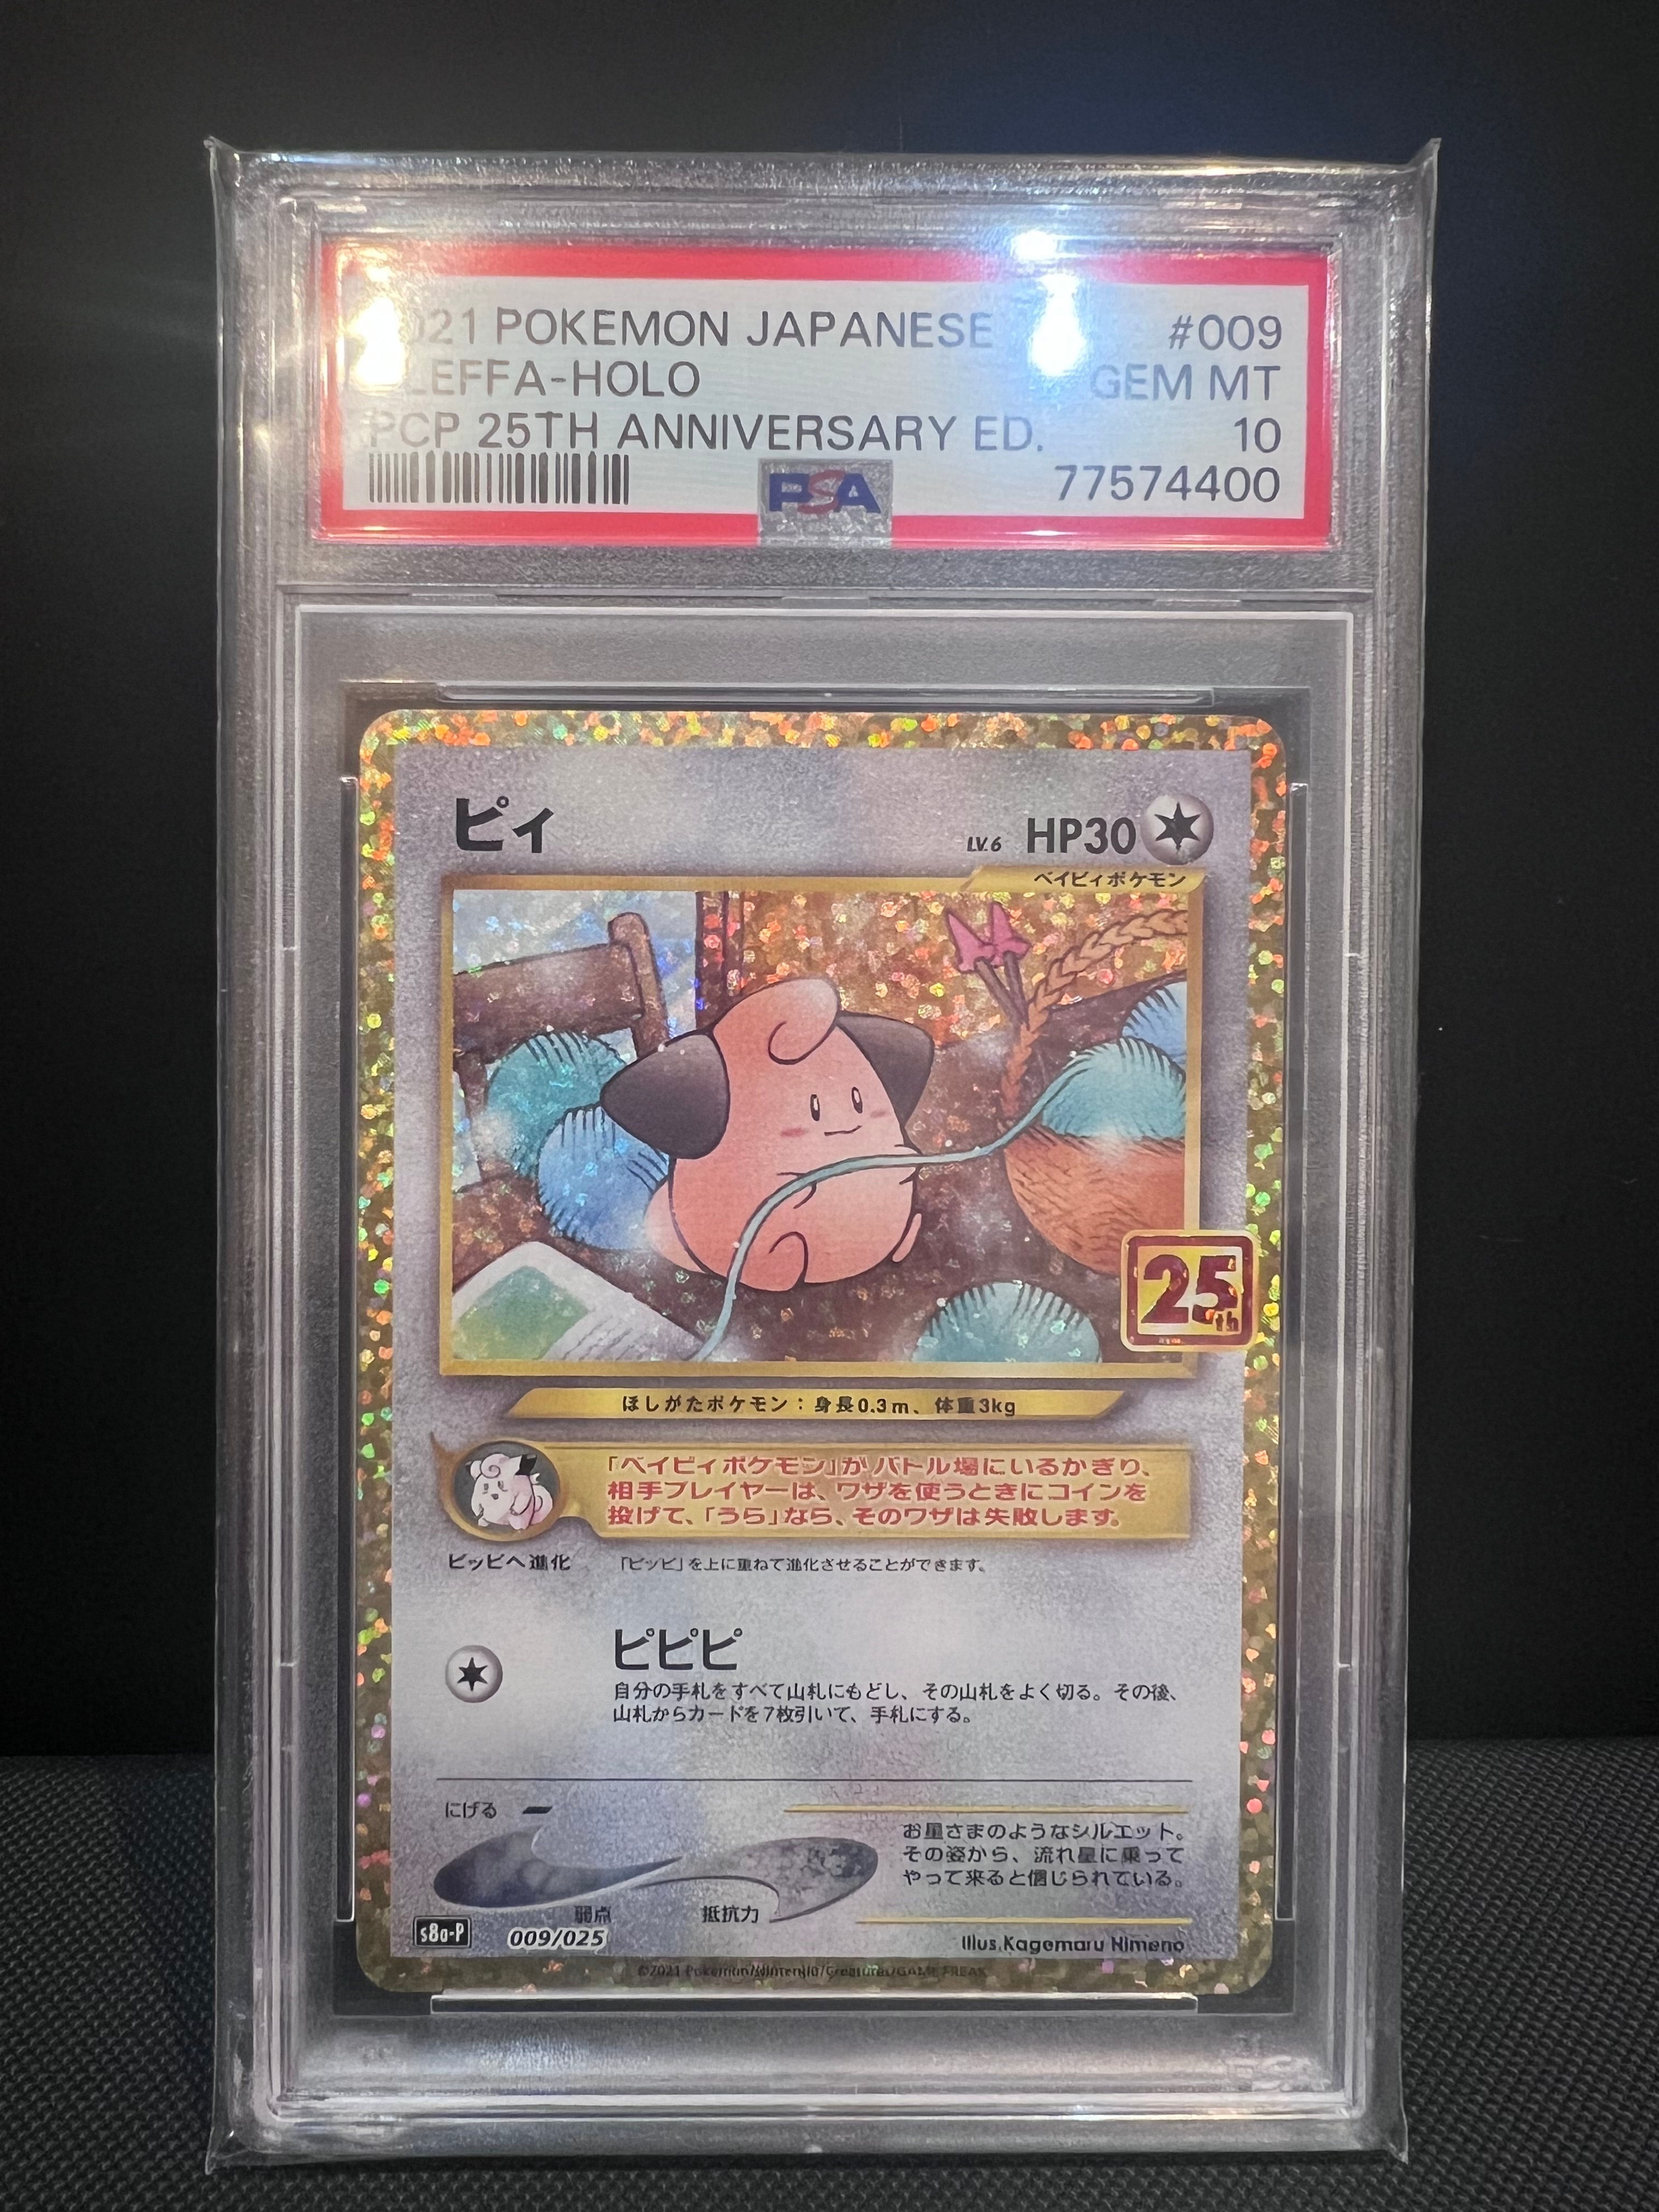 021 POKEMON JAPANESE #009
LEFFA-HOLO GEM MT
PCP 25TH ANNIVERSARY ED. 10
PSA 77574400
ピィ LV.6 HP30
ベイビィポケモン
25th
ほしがたポケモン：身長0.3m、体重3kg
「ベイビィポケモン」がバトル場にいるかぎり、
相手プレイヤーは、ワザを使うときにコインを
投げて、「うら」なら、そのワザは失敗します。
ピッピへ進化 「ピッピ」を上に重ねて進化させることができます。
ピピピ
自分の手札をすべて山札にもどし、その山札をよく切る。その後、
山札からカードを7枚引いて、手札にする。
にげる
お星さまのようなシルエット。
その姿から、流れ星に乗って
やって来ると信じられている。
弱点 抵抗力
s8a-P 009/025 Illus.Kagemaru Himeno
©2021 Pokémon/Nintendo/Creatures/GAME FREAK